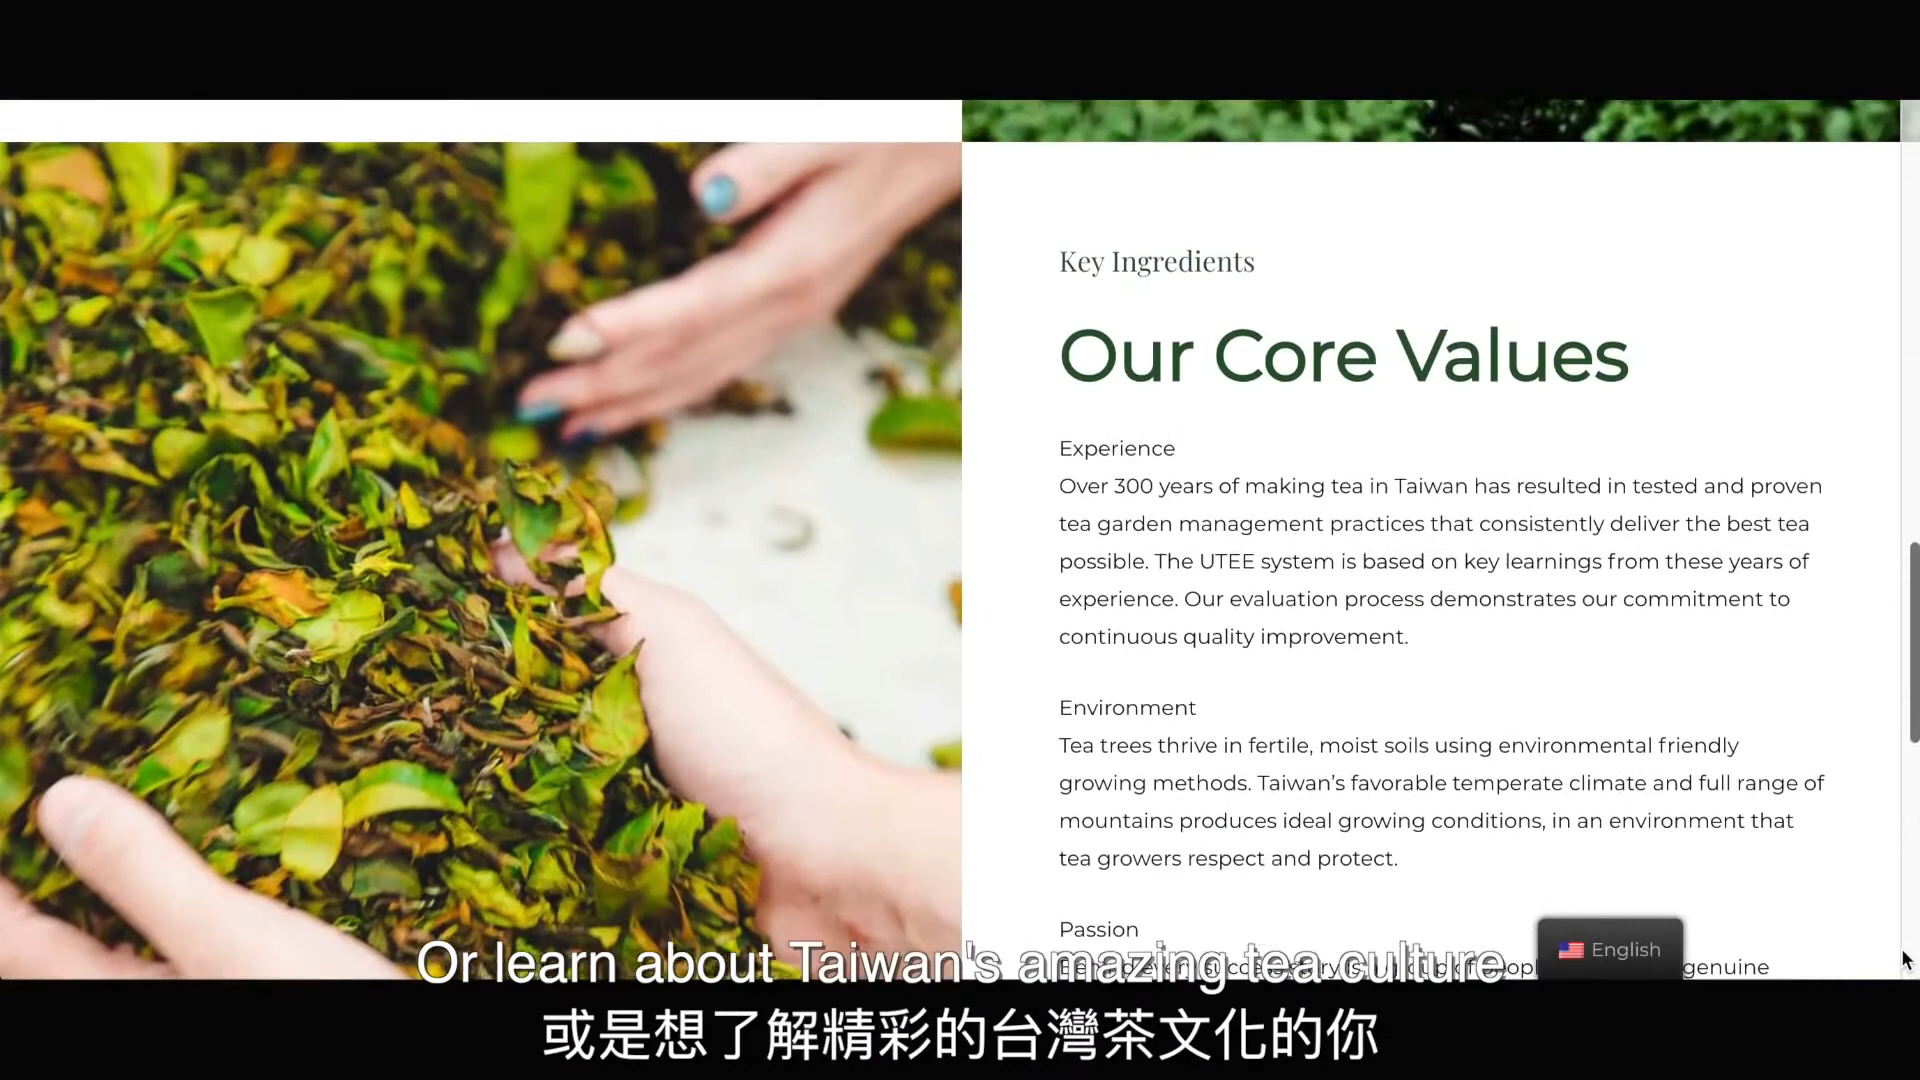 Key Ingredients
Our Core Values
Experience
Over 300 years of making tea in Taiwan has resulted in tested and proven
tea garden management practices that consistently deliver the best tea
possible. The UTEE system is based on key learnings from these years of
experience. Our evaluation process demonstrates our commitment to
continuous quality improvement.
Environment
Tea trees thrive in fertile, moist soils using environmental friendly
growing methods. Taiwan’s favorable temperate climate and full range of
mountains produces ideal growing conditions, in an environment that
tea growers respect and protect.
Passion
genuine
English
Or learn about Taiwan's amazing tea culture
或是想了解精彩的台灣茶文化的你